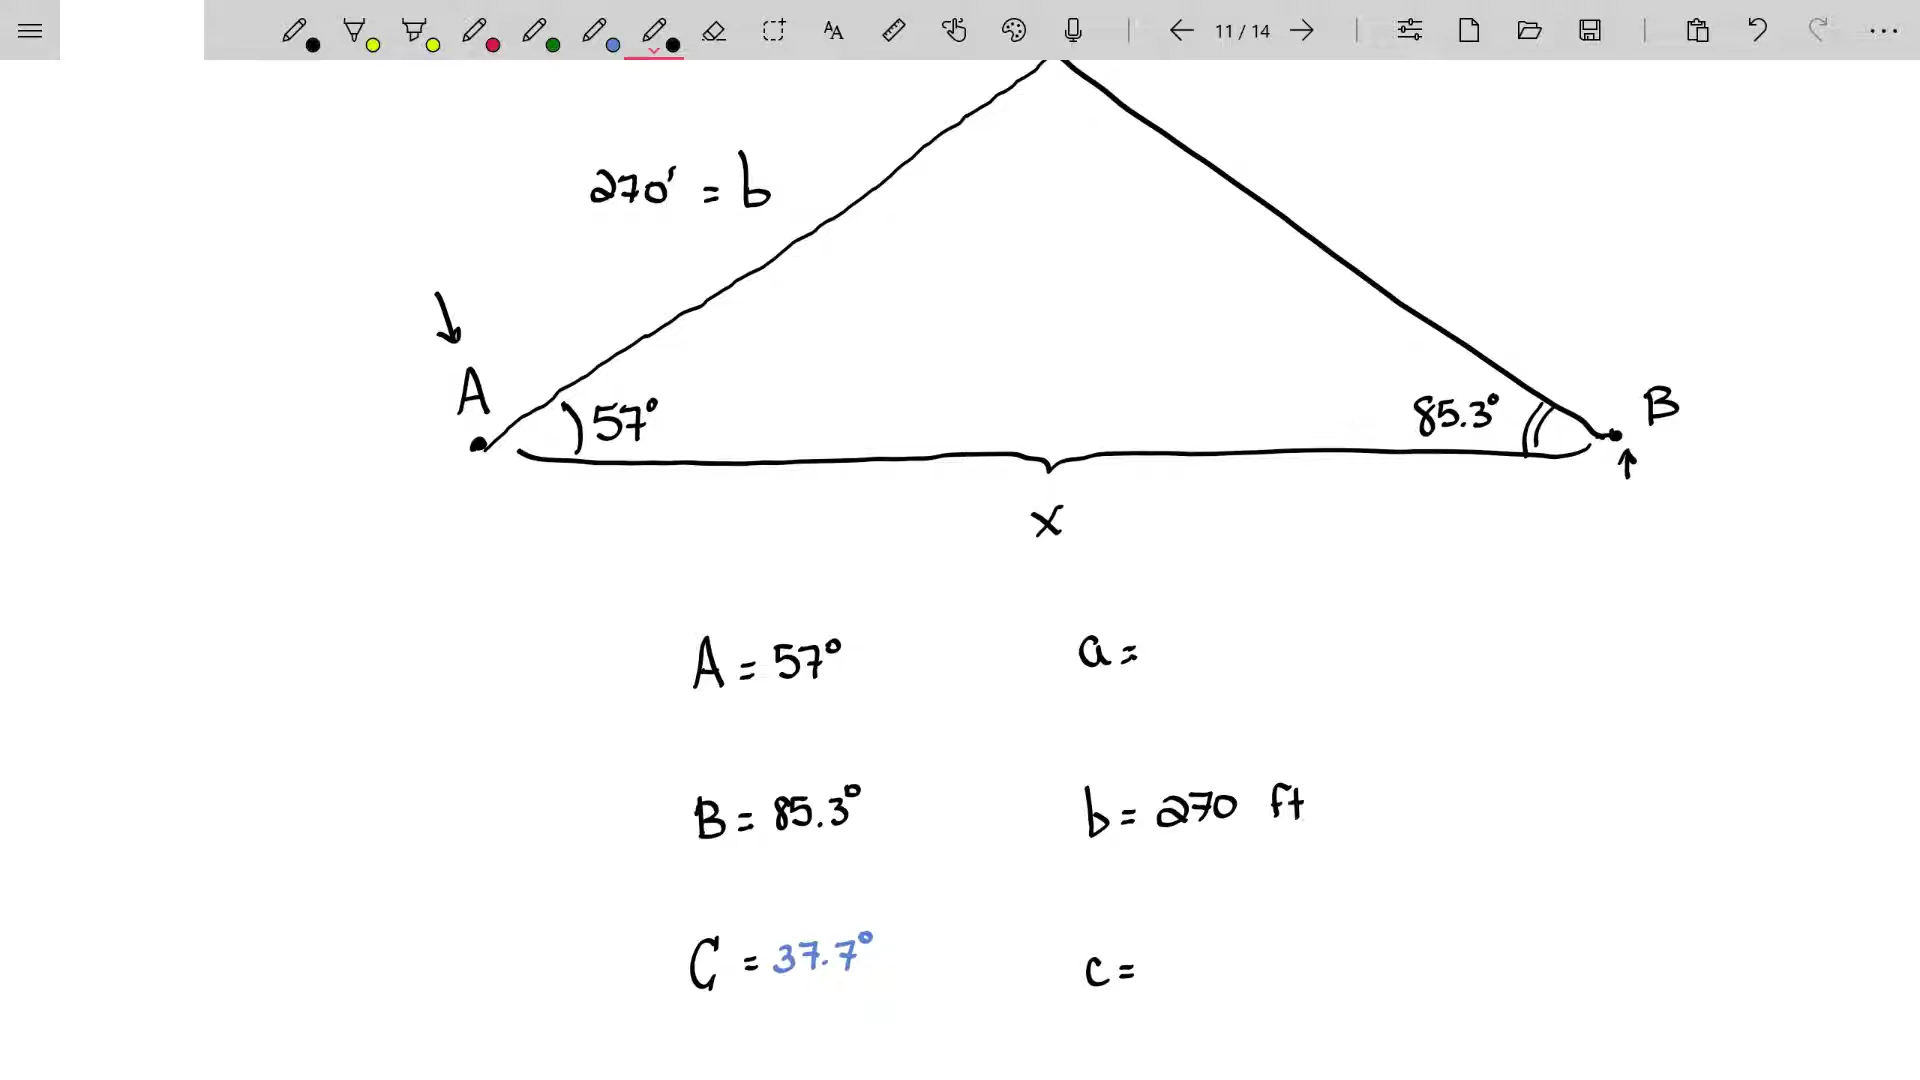 11 / 14
270' = b
A
57°
85.3°
B
x
A = 57°
a =
B = 85.3°
b = 270 ft
C = 37.7°
c =